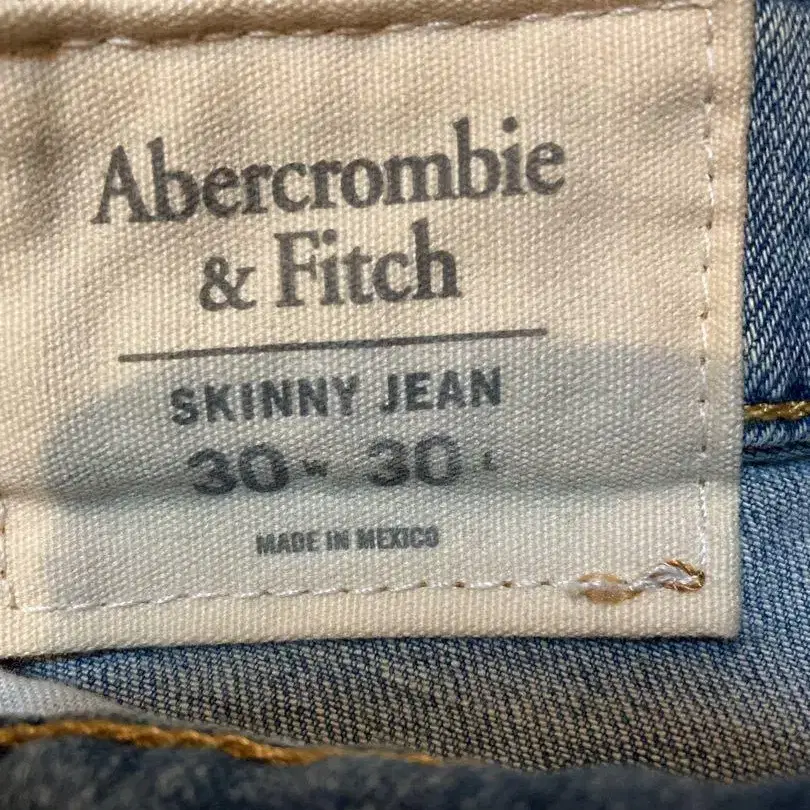 Abercrombie
& Fitch
SKINNY JEAN
30 W 30 L
MADE IN MEXICO